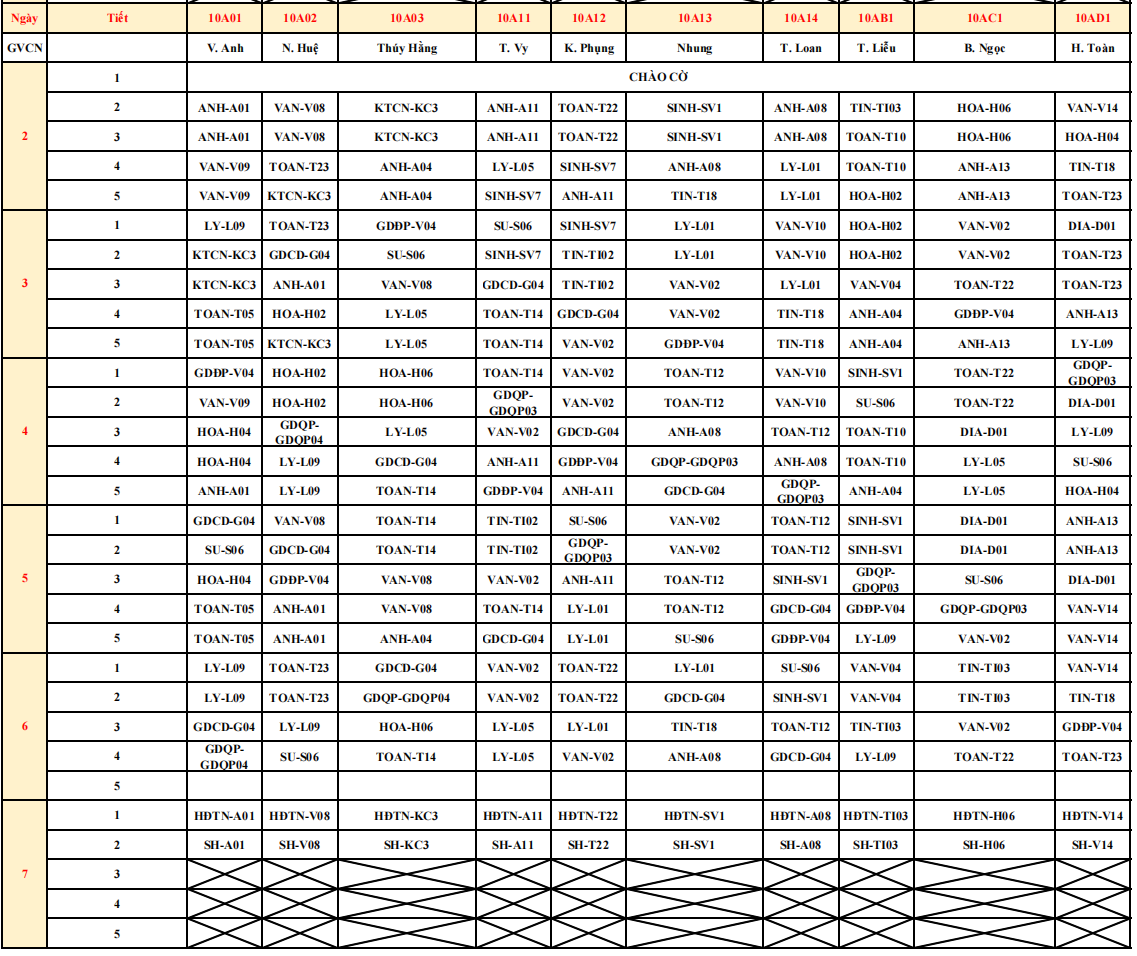 Ngày Tiết 10A01 10A02 10A03 10A11 10A12 10A13 10A14 10AB1 10AC1 10AD1
GVCN V. Anh N. Huệ Thúy Hằng T. Vy K. Phụng Nhung T. Loan T. Liễu B. Ngọc H. Toàn
2 1 CHÀO CỜ
2 ANH-A01 VAN-V08 KTCN-KC3 ANH-A11 TOAN-T22 SINH-SV1 ANH-A08 TIN-TI03 HOA-H06 VAN-V14
3 ANH-A01 VAN-V08 KTCN-KC3 ANH-A11 TOAN-T22 SINH-SV1 ANH-A08 TOAN-T10 HOA-H06 HOA-H04
4 VAN-V09 TOAN-T23 ANH-A04 LY-L05 SINH-SV7 ANH-A08 LY-L01 TOAN-T10 ANH-A13 TIN-T18
5 VAN-V09 KTCN-KC3 ANH-A04 SINH-SV7 ANH-A11 TIN-T18 LY-L01 HOA-H02 ANH-A13 TOAN-T23
3 1 LY-L09 TOAN-T23 GDĐP-V04 SU-S06 SINH-SV7 LY-L01 VAN-V10 HOA-H02 VAN-V02 DIA-D01
2 KTCN-KC3 GDCD-G04 SU-S06 SINH-SV7 TIN-TI02 LY-L01 VAN-V10 HOA-H02 VAN-V02 TOAN-T23
3 KTCN-KC3 ANH-A01 VAN-V08 GDCD-G04 TIN-TI02 VAN-V02 LY-L01 VAN-V04 TOAN-T22 TOAN-T23
4 TOAN-T05 HOA-H02 LY-L05 TOAN-T14 GDCD-G04 VAN-V02 TIN-T18 ANH-A04 GDĐP-V04 ANH-A13
5 TOAN-T05 KTCN-KC3 LY-L05 TOAN-T14 VAN-V02 GDĐP-V04 TIN-T18 ANH-A04 ANH-A13 LY-L09
4 1 GDĐP-V04 HOA-H02 HOA-H06 TOAN-T14 VAN-V02 TOAN-T12 VAN-V10 SINH-SV1 TOAN-T22 GDQP-GDQP03
2 VAN-V09 HOA-H02 HOA-H06 GDQP-GDQP03 VAN-V02 TOAN-T12 VAN-V10 SU-S06 TOAN-T22 DIA-D01
3 HOA-H04 GDQP-GDQP04 LY-L05 VAN-V02 GDCD-G04 ANH-A08 TOAN-T12 TOAN-T10 DIA-D01 LY-L09
4 HOA-H04 LY-L09 GDCD-G04 ANH-A11 GDĐP-V04 GDQP-GDQP03 ANH-A08 TOAN-T10 LY-L05 SU-S06
5 ANH-A01 LY-L09 TOAN-T14 GDĐP-V04 ANH-A11 GDCD-G04 GDQP-GDQP03 ANH-A04 LY-L05 HOA-H04
5 1 GDCD-G04 VAN-V08 TOAN-T14 TIN-TI02 SU-S06 VAN-V02 TOAN-T12 SINH-SV1 DIA-D01 ANH-A13
2 SU-S06 GDCD-G04 TOAN-T14 TIN-TI02 GDQP-GDQP03 VAN-V02 TOAN-T12 SINH-SV1 DIA-D01 ANH-A13
3 HOA-H04 GDĐP-V04 VAN-V08 VAN-V02 ANH-A11 TOAN-T12 SINH-SV1 GDQP-GDQP03 SU-S06 DIA-D01
4 TOAN-T05 ANH-A01 VAN-V08 TOAN-T14 LY-L01 TOAN-T12 GDCD-G04 GDĐP-V04 GDQP-GDQP03 VAN-V14
5 TOAN-T05 ANH-A01 ANH-A04 GDCD-G04 LY-L01 SU-S06 GDĐP-V04 LY-L09 VAN-V02 VAN-V14
6 1 LY-L09 TOAN-T23 GDCD-G04 VAN-V02 TOAN-T22 LY-L01 SU-S06 VAN-V04 TIN-TI03 VAN-V14
2 LY-L09 TOAN-T23 GDQP-GDQP04 VAN-V02 TOAN-T22 GDCD-G04 SINH-SV1 VAN-V04 TIN-TI03 TIN-T18
3 GDCD-G04 LY-L09 HOA-H06 LY-L05 LY-L01 TIN-T18 TOAN-T12 TIN-TI03 VAN-V02 GDĐP-V04
4 GDQP-GDQP04 SU-S06 TOAN-T14 LY-L05 VAN-V02 ANH-A08 GDCD-G04 LY-L09 TOAN-T22 TOAN-T23
5
7 1 HĐTN-A01 HĐTN-V08 HĐTN-KC3 HĐTN-A11 HĐTN-T22 HĐTN-SV1 HĐTN-A08 HĐTN-TI03 HĐTN-H06 HĐTN-V14
2 SH-A01 SH-V08 SH-KC3 SH-A11 SH-T22 SH-SV1 SH-A08 SH-TI03 SH-H06 SH-V14
3
4
5